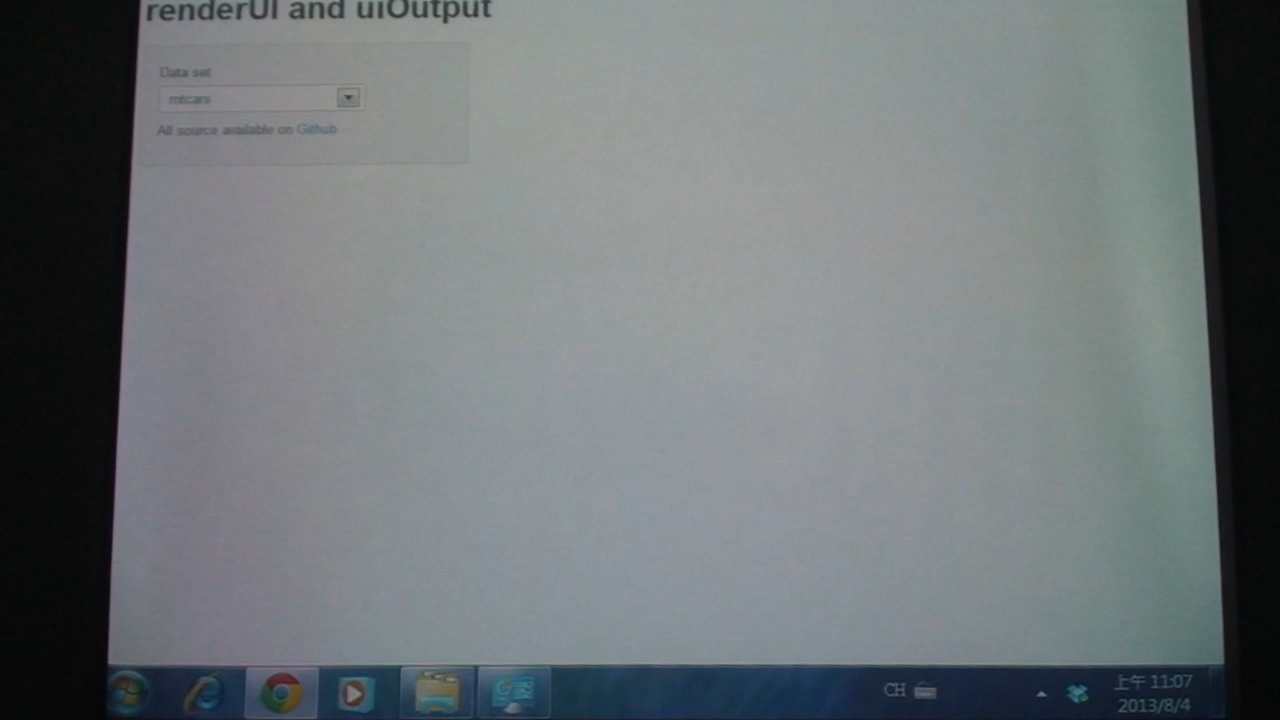 renderUI and uiOutput
Data set
mtcars
All source available on Github
CH
上午 11:07
2013/8/4